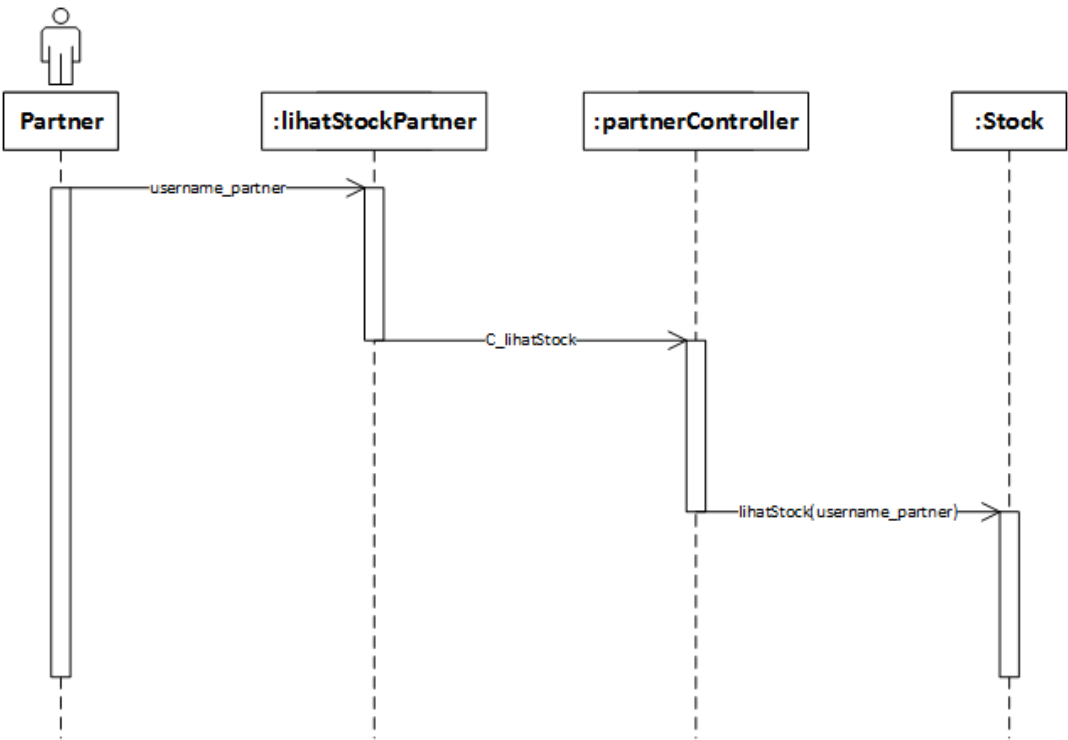 Partner
:lihatStockPartner
:partnerController
:Stock
username_partner
C_lihatStock
lihatStock(username_partner)